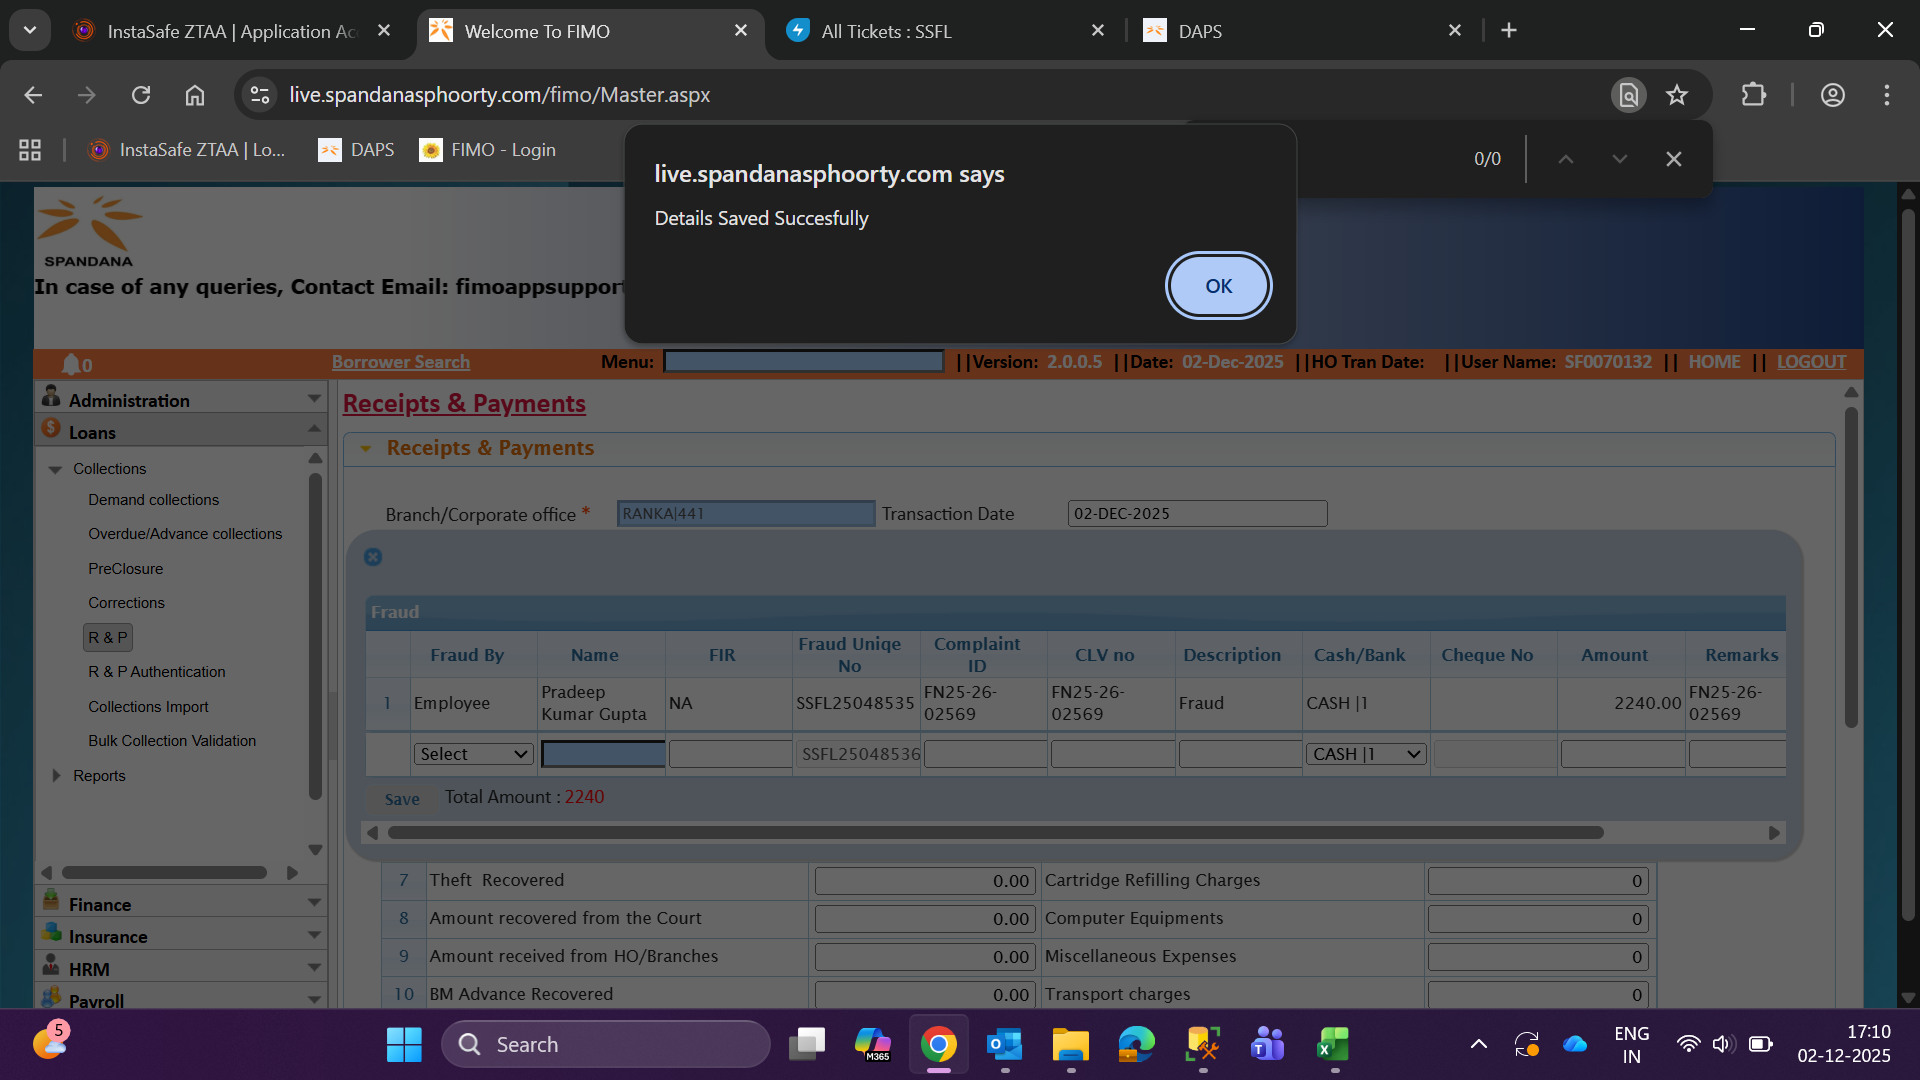 InstaSafe ZTAA | Application Acc
Welcome To FIMO
All Tickets : SSFL
DAPS
live.spandanasphoorty.com/fimo/Master.aspx
InstaSafe ZTAA | Lo...
DAPS
FIMO - Login
0/0
live.spandanasphoorty.com says
Details Saved Succesfully
OK
SPANDANA
In case of any queries, Contact Email: fimoappsupport
0
Borrower Search
Menu:
||Version: 2.0.0.5 ||Date: 02-Dec-2025 ||HO Tran Date: ||User Name: SF0070132 || HOME || LOGOUT
Administration
Loans
Collections
Demand collections
Overdue/Advance collections
PreClosure
Corrections
R & P
R & P Authentication
Collections Import
Bulk Collection Validation
Reports
Finance
Insurance
HRM
Payroll
Receipts & Payments
Receipts & Payments
Branch/Corporate office * RANKA|441 Transaction Date 02-DEC-2025
Fraud
Fraud By Name FIR Fraud Uniqe No Complaint ID CLV no Description Cash/Bank Cheque No Amount Remarks
1 Employee Pradeep Kumar Gupta NA SSFL25048535 FN25-26-02569 FN25-26-02569 Fraud CASH |1 2240.00 FN25-26-02569
Select SSFL25048536 CASH |1
Save Total Amount : 2240
7 Theft Recovered 0.00 Cartridge Refilling Charges 0
8 Amount recovered from the Court 0.00 Computer Equipments 0
9 Amount received from HO/Branches 0.00 Miscellaneous Expenses 0
10 BM Advance Recovered 0.00 Transport charges 0
5
Search
M365
ENG
IN
17:10
02-12-2025